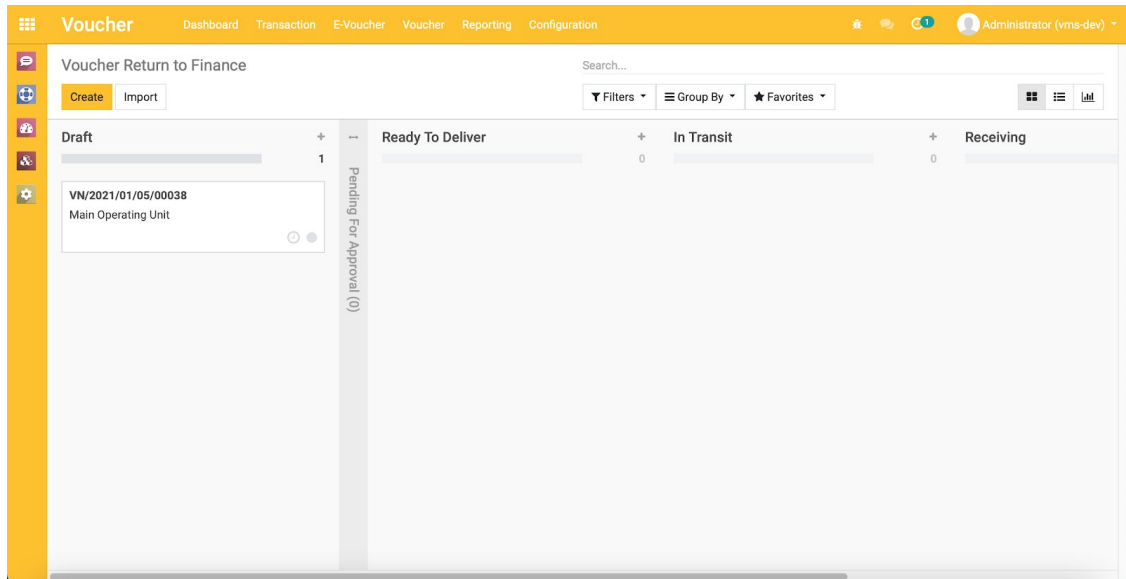 Voucher Dashboard Transaction E-Voucher Voucher Reporting Configuration 1 Administrator (vms-dev)
Voucher Return to Finance Search...
Create Import Filters Group By Favorites
Draft + Ready To Deliver + In Transit + Receiving
1 0 0
Pending For Approval (0)
VN/2021/01/05/00038
Main Operating Unit